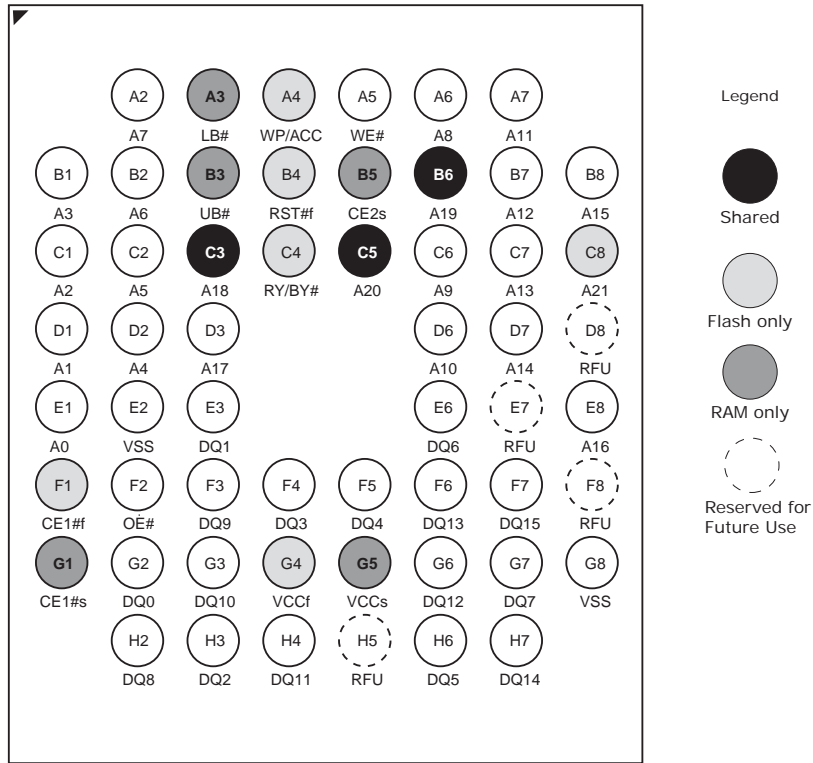 A2 A3 A4 A5 A6 A7
A7 LB# WP/ACC WE# A8 A11
B1 B2 B3 B4 B5 B6 B7 B8
A3 A6 UB# RST#f CE2s A19 A12 A15
C1 C2 C3 C4 C5 C6 C7 C8
A2 A5 A18 RY/BY# A20 A9 A13 A21
D1 D2 D3 D6 D7 D8
A1 A4 A17 A10 A14 RFU
E1 E2 E3 E6 E7 E8
A0 VSS DQ1 DQ6 RFU A16
F1 F2 F3 F4 F5 F6 F7 F8
CE1#f OĖ# DQ9 DQ3 DQ4 DQ13 DQ15 RFU
G1 G2 G3 G4 G5 G6 G7 G8
CE1#s DQ0 DQ10 VCCf VCCs DQ12 DQ7 VSS
H2 H3 H4 H5 H6 H7
DQ8 DQ2 DQ11 RFU DQ5 DQ14
Legend
Shared
Flash only
RAM only
Reserved for
Future Use